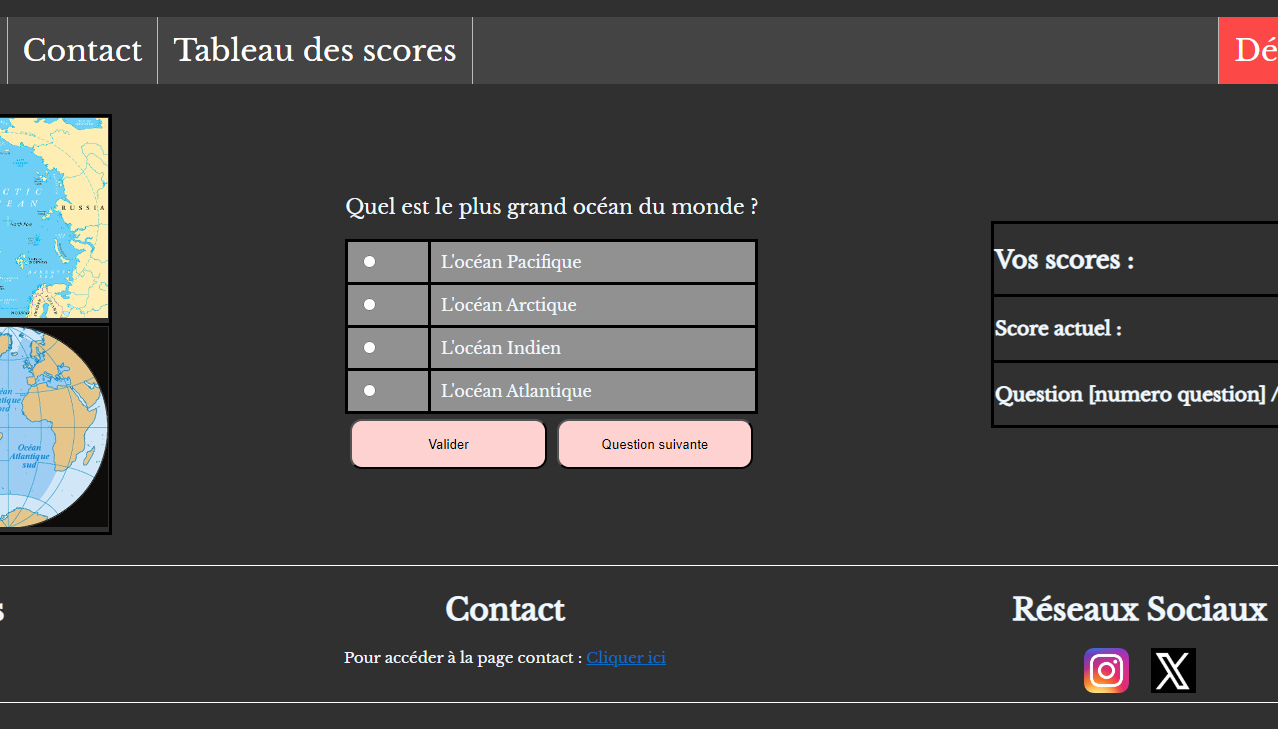 Contact
Tableau des scores
Dé
RUSSIA
Quel est le plus grand océan du monde ?
L'océan Pacifique
L'océan Arctique
L'océan Indien
L'océan Atlantique
Valider
Question suivante
Vos scores :
Score actuel :
Question [numero question] /
Océan
Atlantique
sud
s
Contact
Pour accéder à la page contact : Cliquer ici
Réseaux Sociaux